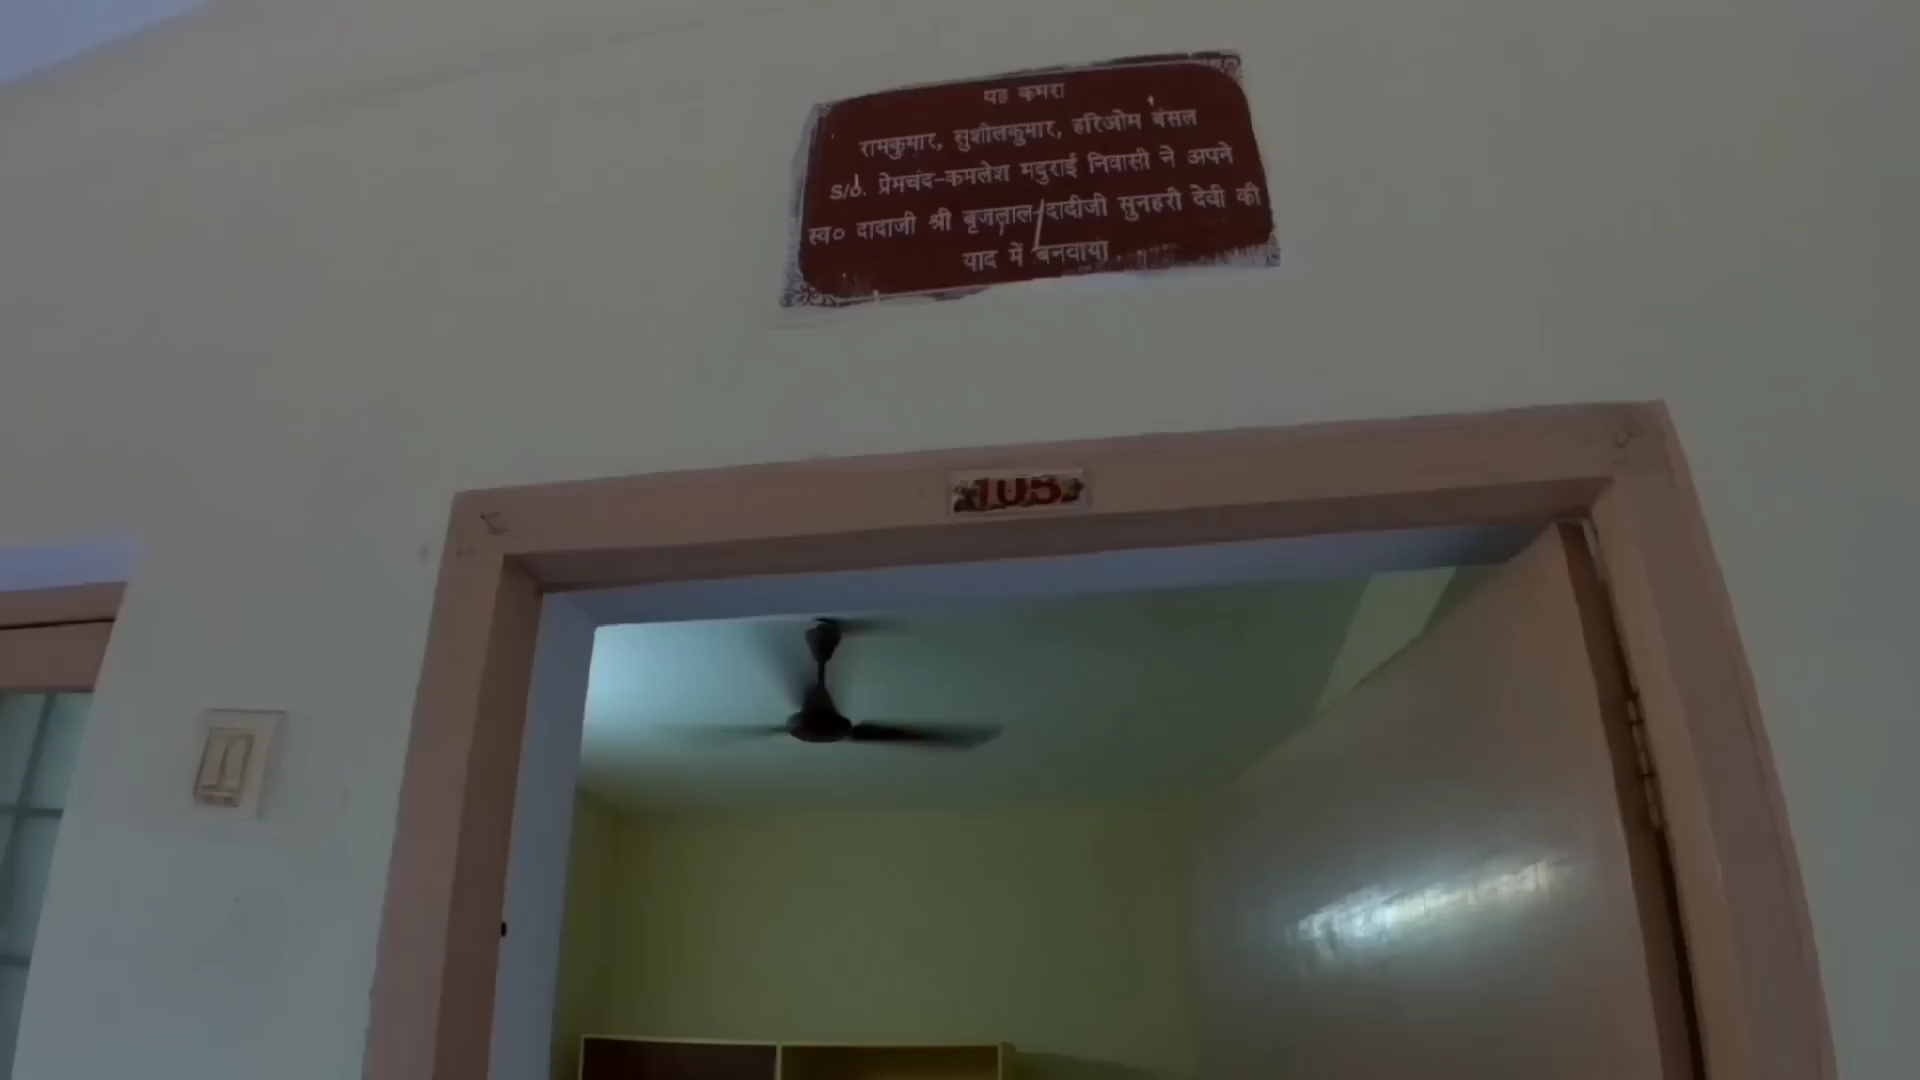 यह कमरा
रामकुमार, सुशीलकुमार, हरिओम बंसल
S/o. प्रेमचंद-कमलेश मदुराई निवासी ने अपने
स्व० दादाजी श्री बृजलाल-दादीजी सुनहरी देवी की
याद में बनवाया
105